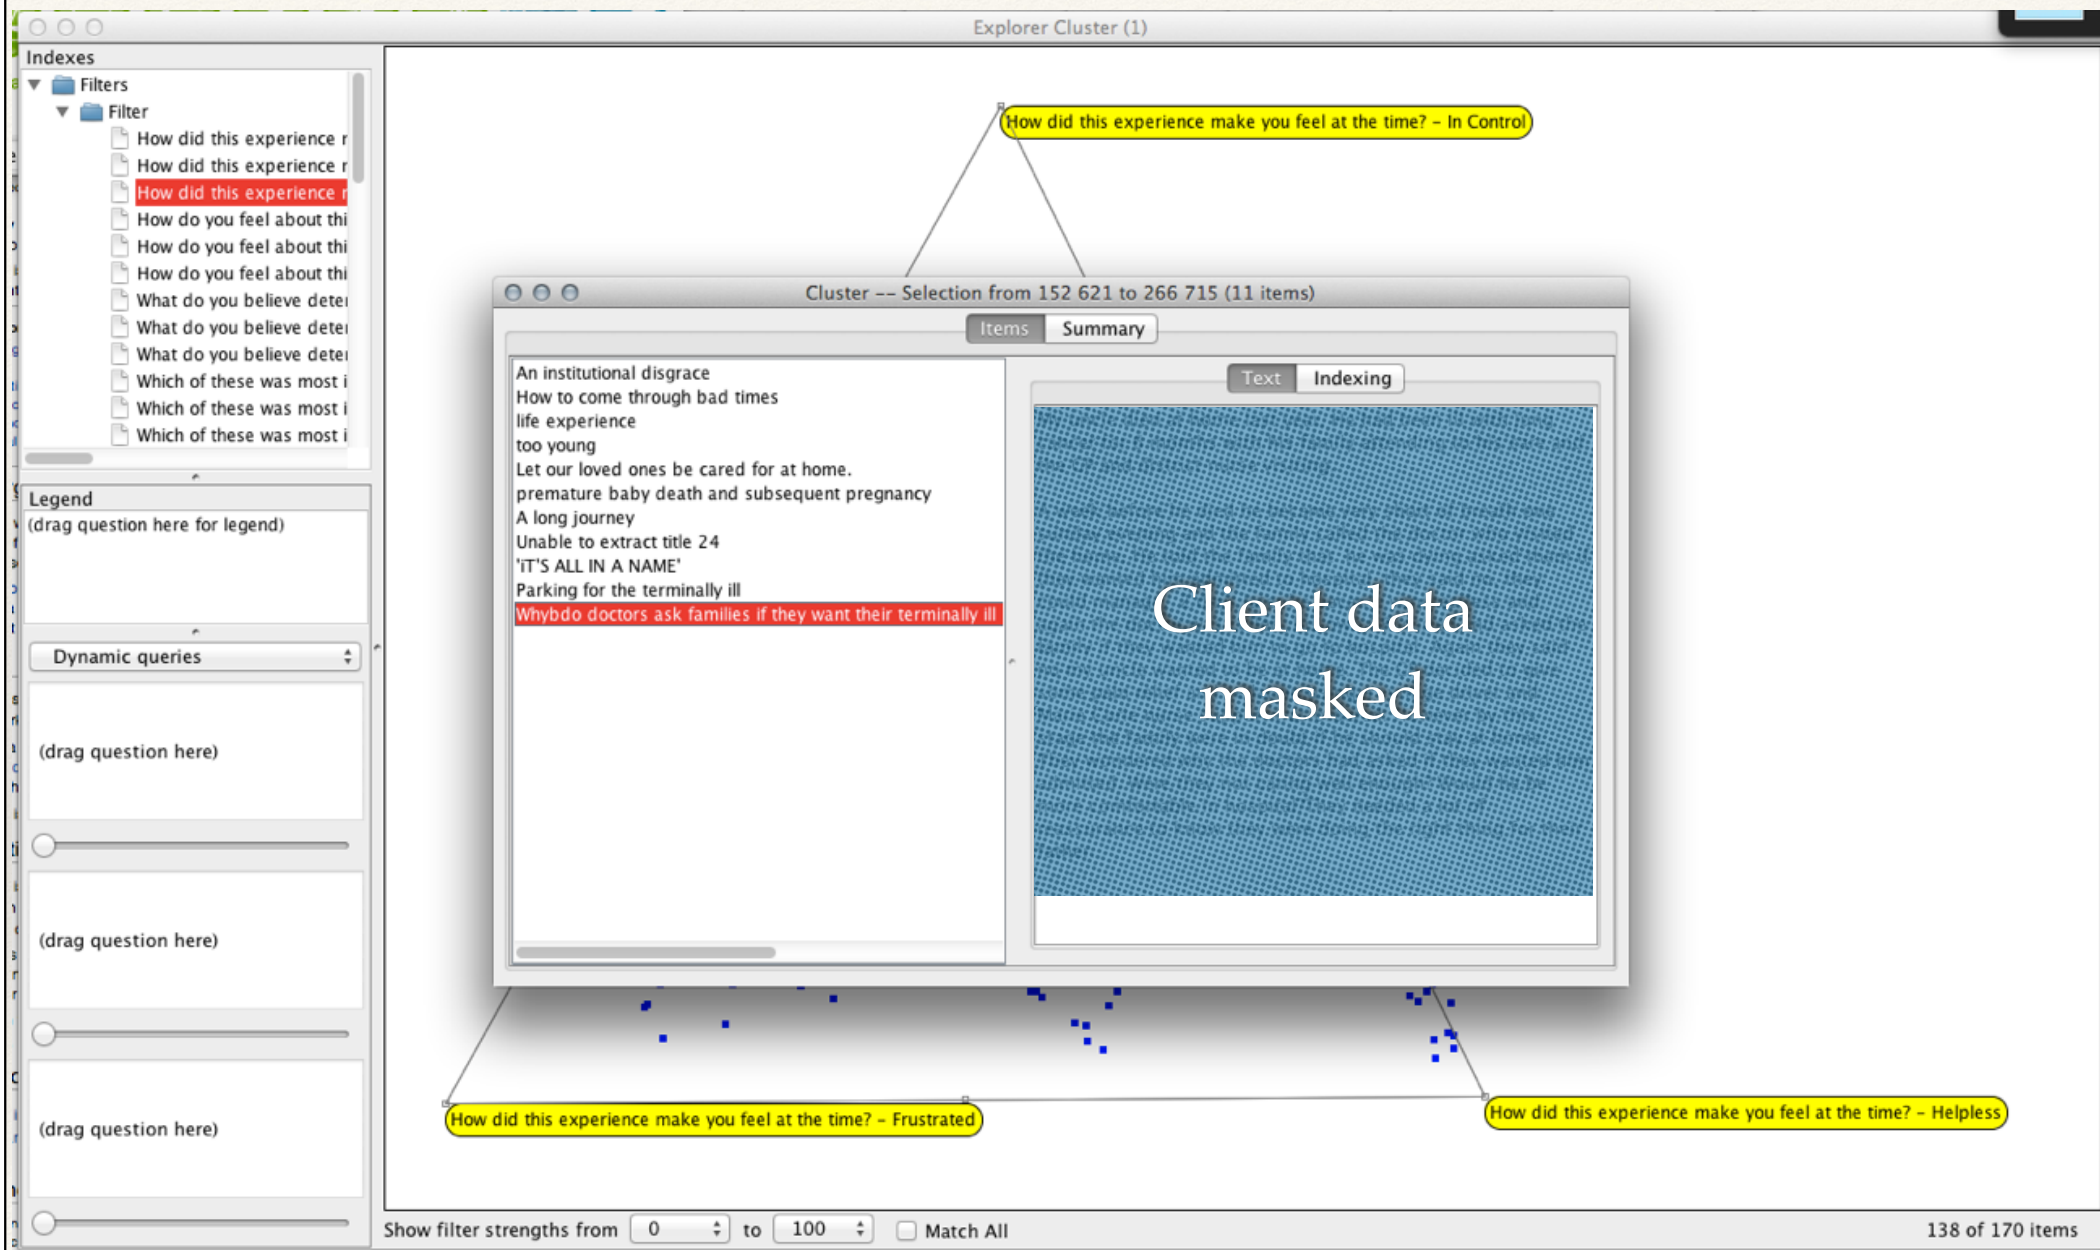 Explorer Cluster (1)
Indexes
Filters
Filter
How did this experience
How did this experience
How did this experience
How do you feel about thi
How do you feel about thi
How do you feel about thi
What do you believe deter
What do you believe deter
What do you believe deter
Which of these was most i
Which of these was most i
Which of these was most i
Legend
(drag question here for legend)
Dynamic queries
(drag question here)
(drag question here)
(drag question here)
How did this experience make you feel at the time? – In Control
Cluster -- Selection from 152 621 to 266 715 (11 items)
Items Summary
An institutional disgrace
How to come through bad times
life experience
too young
Let our loved ones be cared for at home.
premature baby death and subsequent pregnancy
A long journey
Unable to extract title 24
'iT'S ALL IN A NAME'
Parking for the terminally ill
Whybdo doctors ask families if they want their terminally ill
Text Indexing
Client data
masked
How did this experience make you feel at the time? – Frustrated
How did this experience make you feel at the time? – Helpless
Show filter strengths from 0 to 100 Match All
138 of 170 items